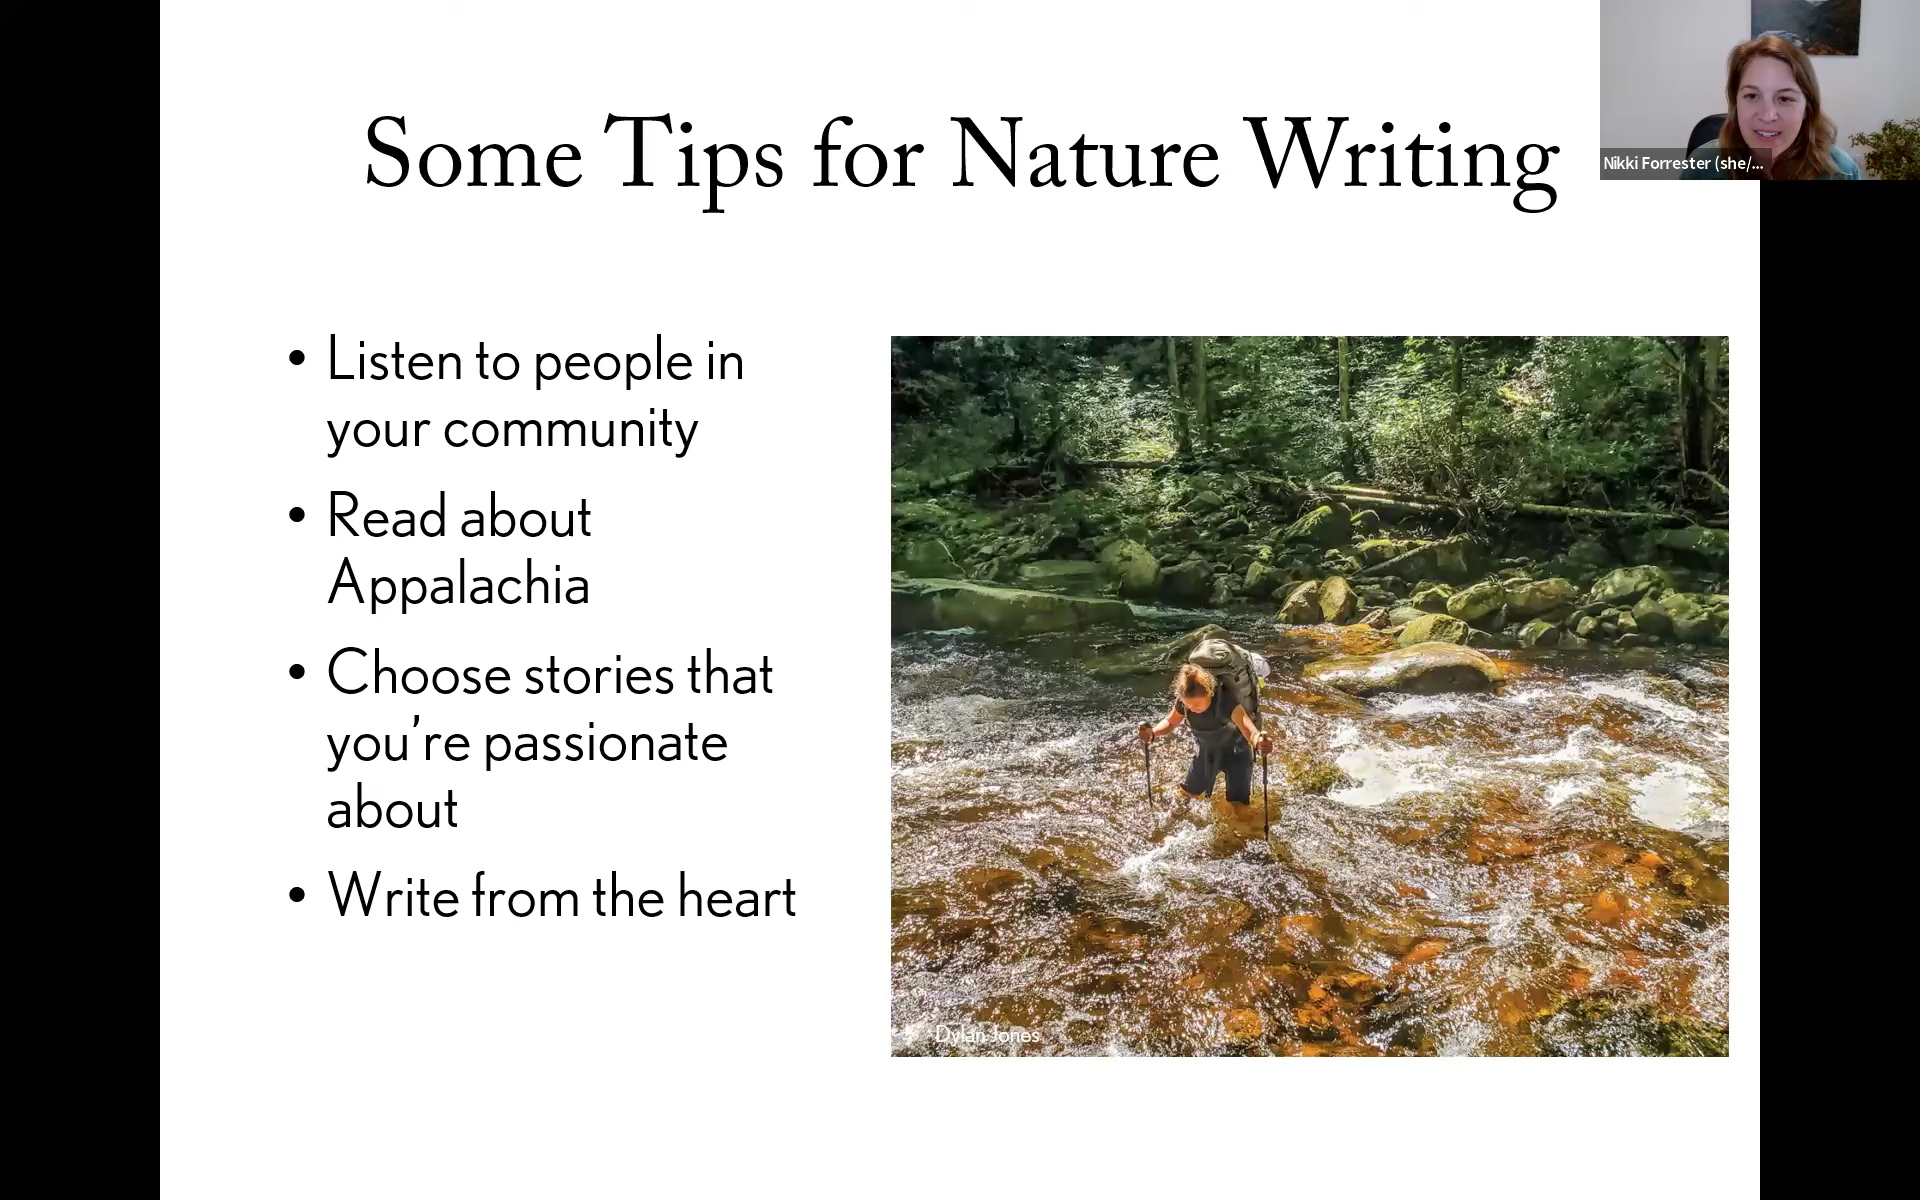 Some Tips for Nature Writing
Nikki Forrester (she/...
• Listen to people in
your community
• Read about
Appalachia
• Choose stories that
you’re passionate
about
• Write from the heart
Dylan Jones